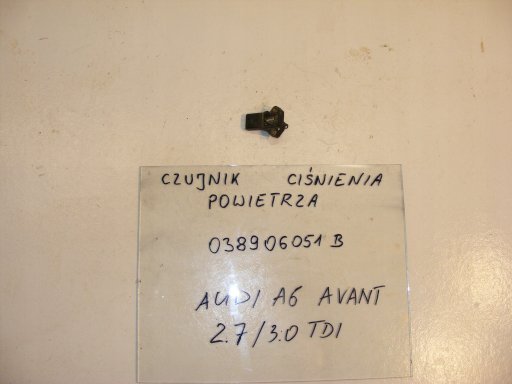 CZUJNIK CIŚNIENIA
POWIETRZA
038906051 B
AUDI A6 AVANT
2.7/3.0 TDI